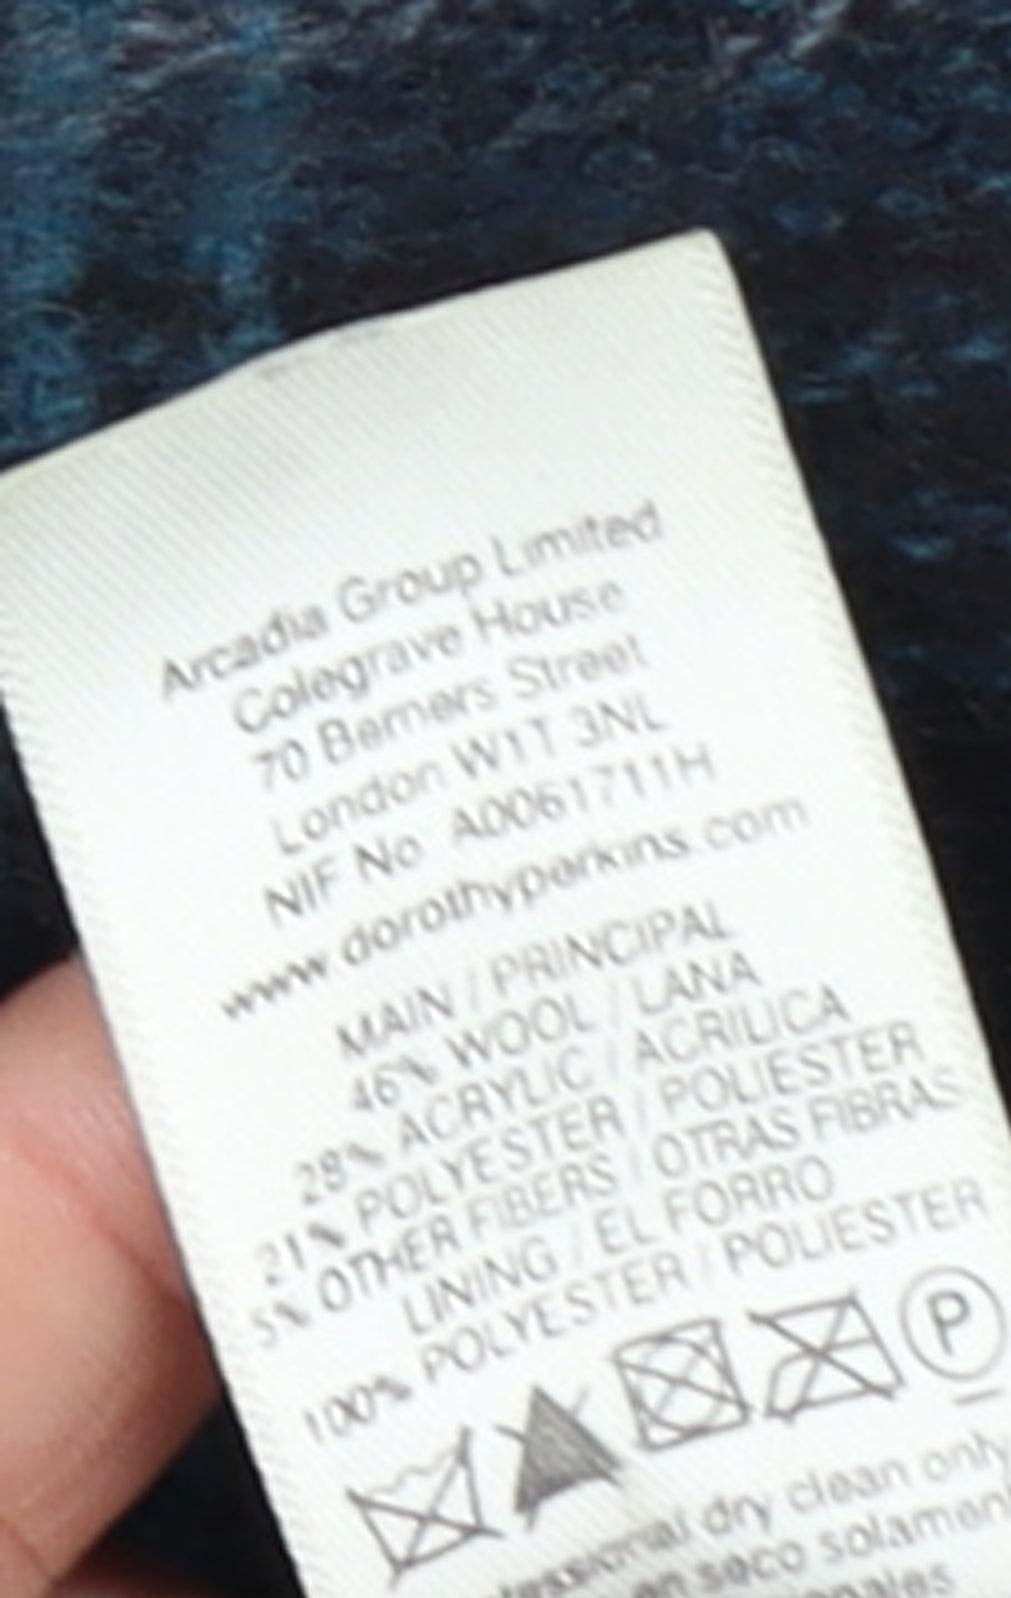 Arcadia Group Limited
Colegrave House
70 Berners Street
London W1T 3NL
NIF No A0061711H
www.dorothyperkins.com
MAIN / PRINCIPAL
46% WOOL / LANA
28% ACRYLIC / ACRILICA
21% POLYESTER / POLIESTER
5% OTHER FIBERS / OTRAS FIBRAS
LINING / EL FORRO
100% POLYESTER / POLIESTER
P
dry clean only
en seco